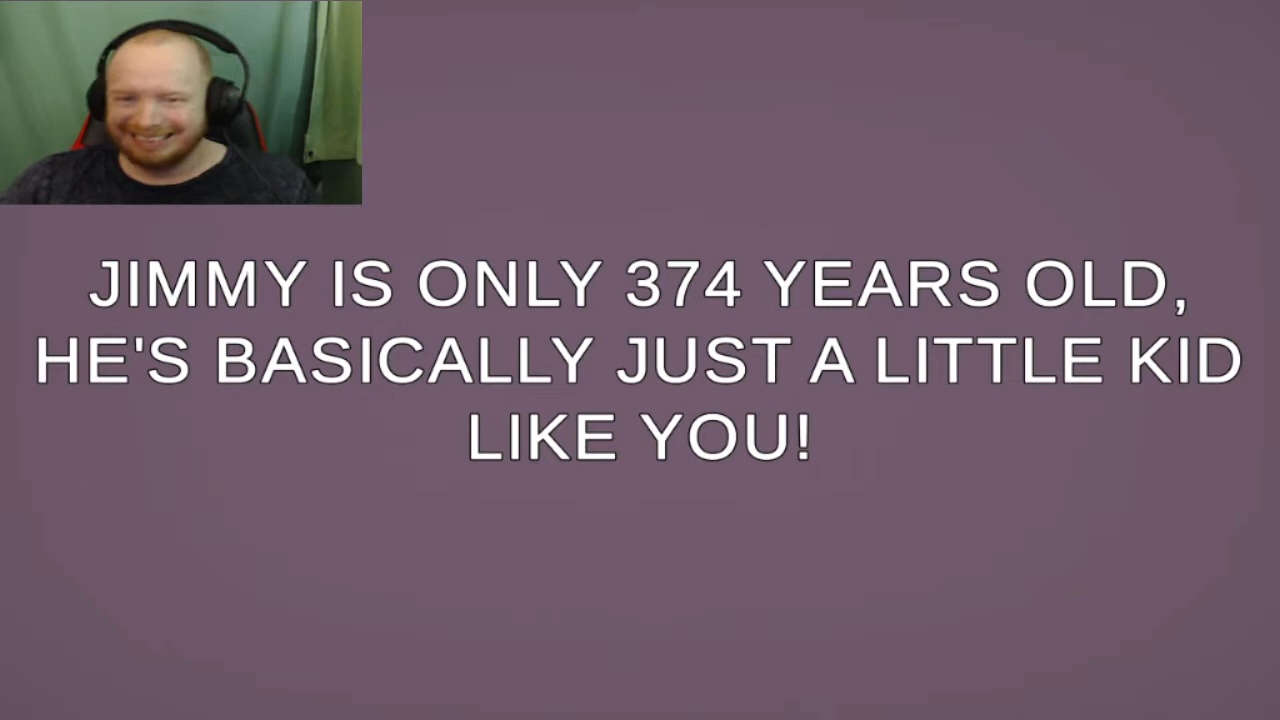 JIMMY IS ONLY 374 YEARS OLD,
HE'S BASICALLY JUST A LITTLE KID
LIKE YOU!